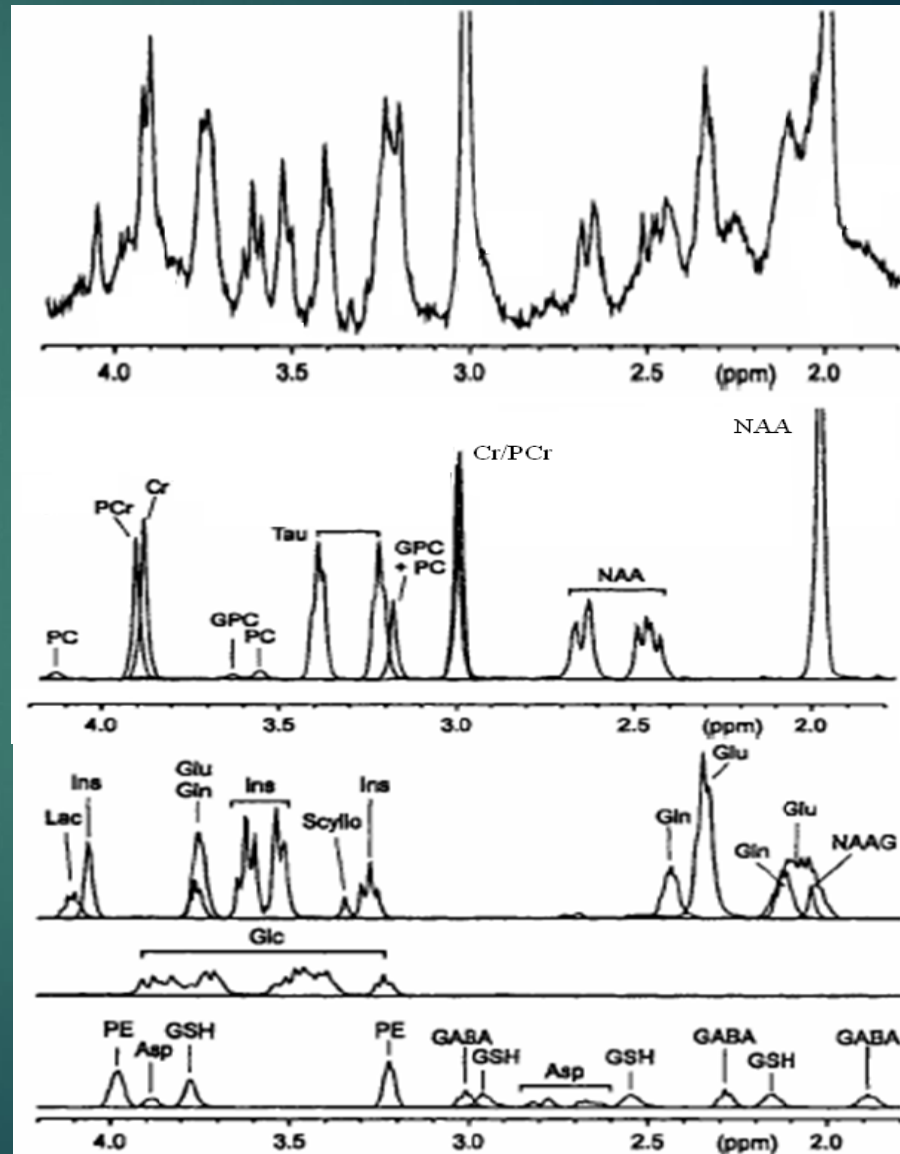 4.0 3.5 3.0 2.5 (ppm) 2.0
NAA
Cr/PCr
PCr Cr
Tau
GPC
+ PC
NAA
PC
GPC PC
4.0 3.5 3.0 2.5 (ppm) 2.0
Glu
Glu
Gln
Ins
Ins
Ins
Lac
Scyllo
Gln
Glu
Gln
NAAG
Glc
PE
Asp
GSH
PE
GABA
GSH
Asp
GSH
GABA
GSH
GABA
4.0 3.5 3.0 2.5 (ppm) 2.0